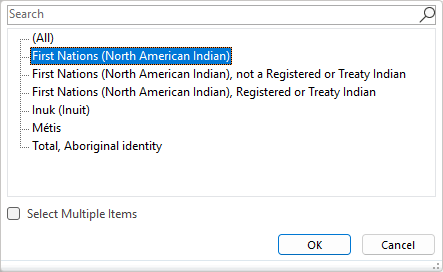 Search
(All)
First Nations (North American Indian)
First Nations (North American Indian), not a Registered or Treaty Indian
First Nations (North American Indian), Registered or Treaty Indian
Inuk (Inuit)
Métis
Total, Aboriginal identity
Select Multiple Items
OK
Cancel